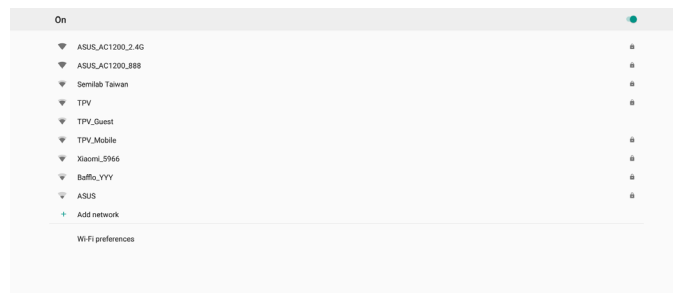 On
ASUS_AC1200_2.4G
ASUS_AC1200_888
Semilab Taiwan
TPV
TPV_Guest
TPV_Mobile
Xiaomi_5966
Bafflo_YYY
ASUS
Add network
Wi-Fi preferences